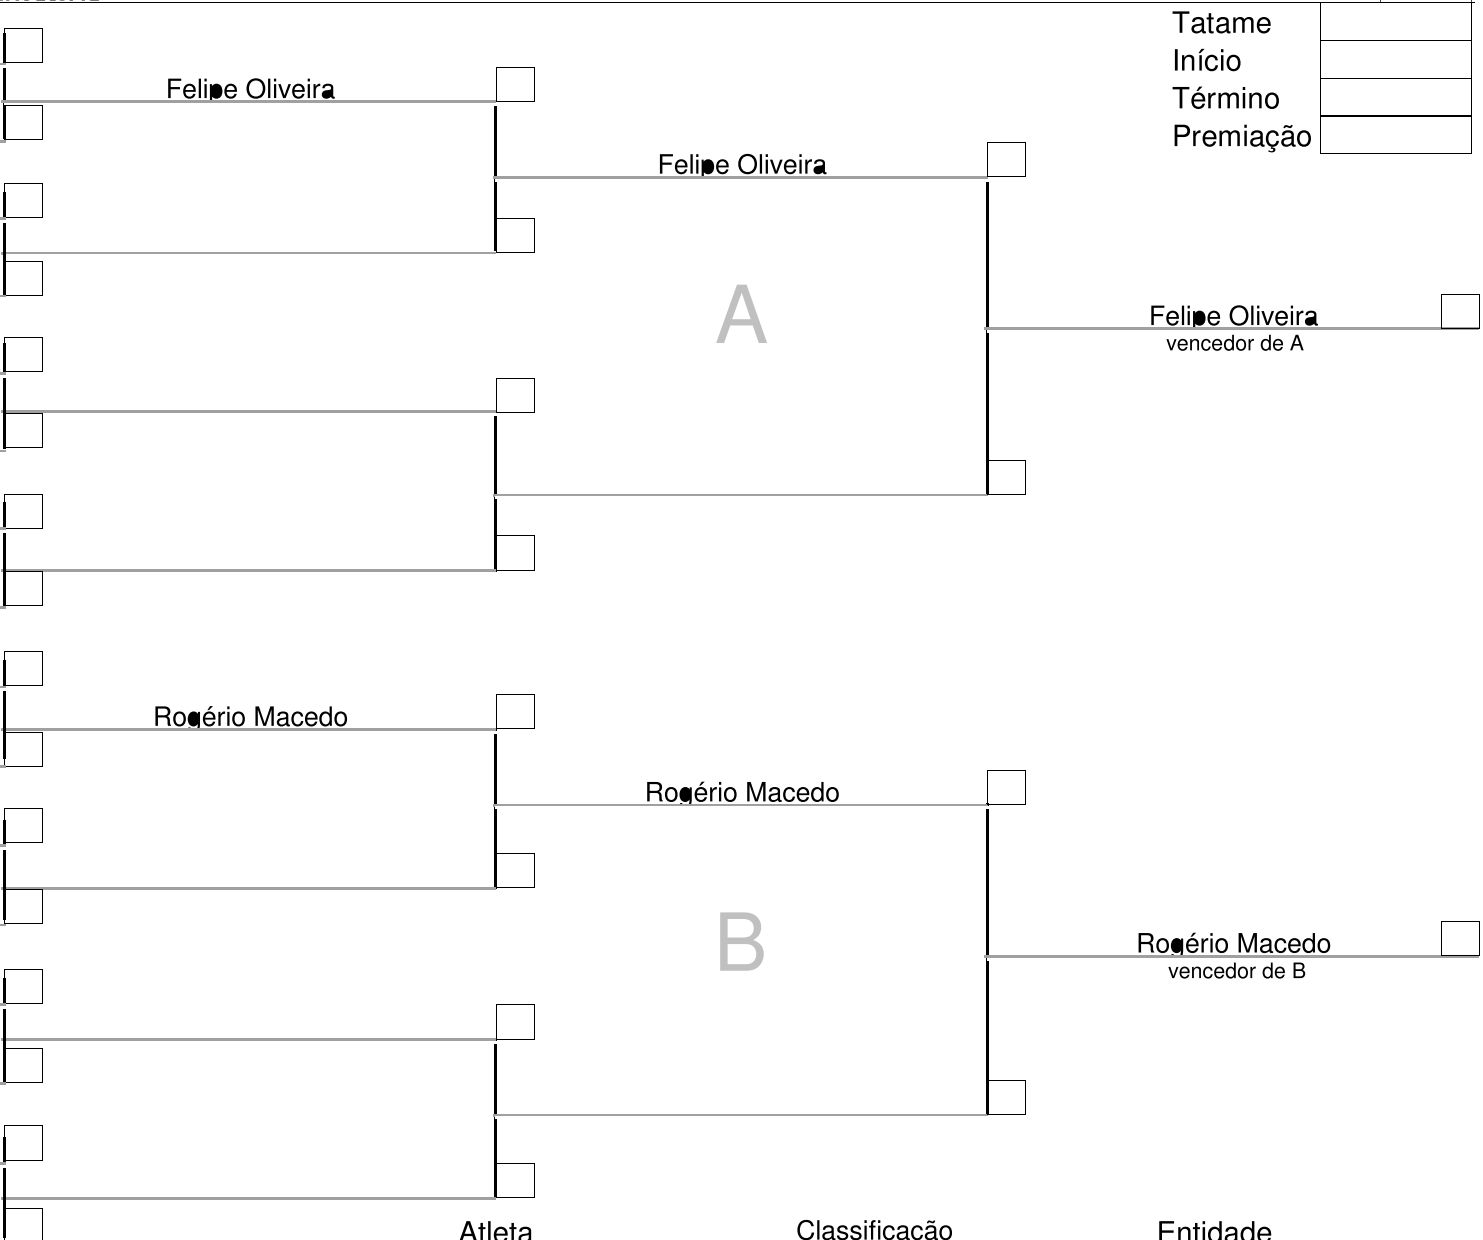 Tatame
Início
Término
Premiação
Felipe Oliveira
Felipe Oliveira
A
Felipe Oliveira
vencedor de A
Rogério Macedo
Rogério Macedo
B
Rogério Macedo
vencedor de B
Atleta Classificação Entidade